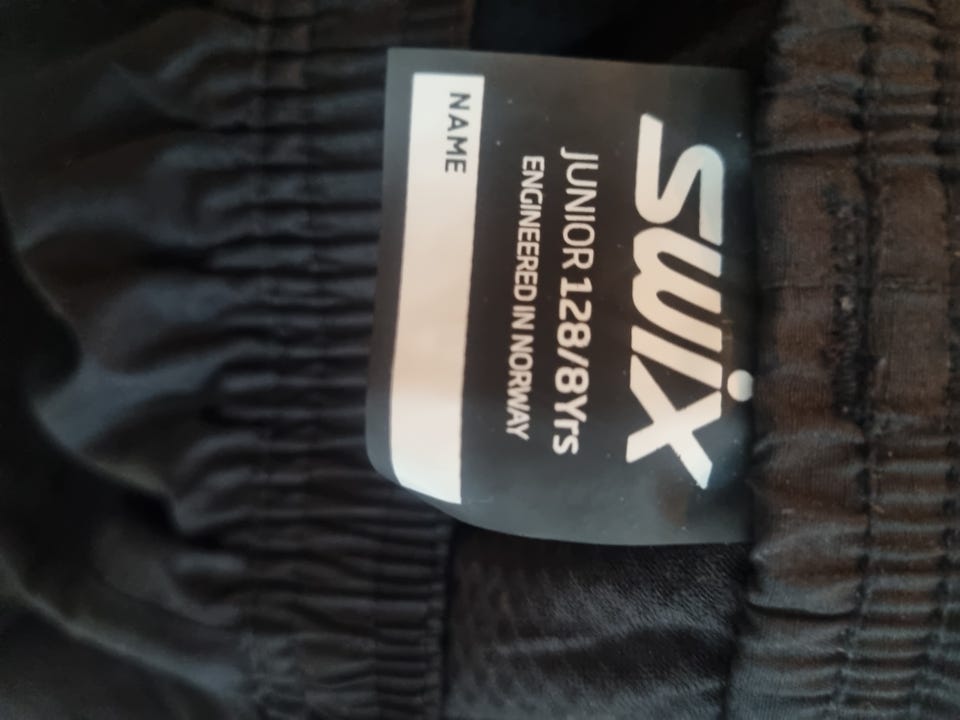 swix
JUNIOR 128/8Yrs
ENGINEERED IN NORWAY
NAME